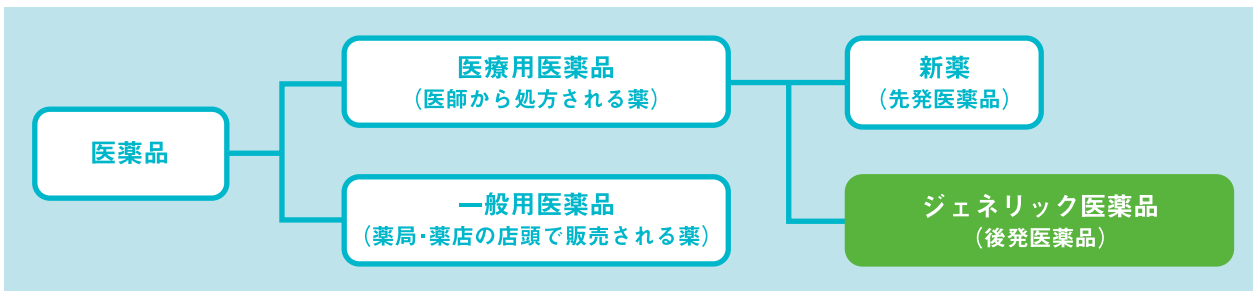 医薬品
医療用医薬品
（医師から処方される薬）
一般用医薬品
（薬局・薬店の店頭で販売される薬）
新薬
（先発医薬品）
ジェネリック医薬品
（後発医薬品）